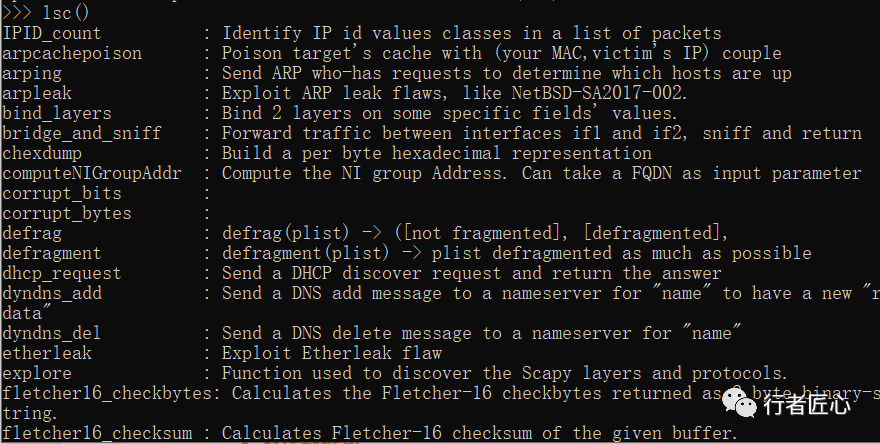 >>> lsc()
IPID_count : Identify IP id values classes in a list of packets
arpcachepoison : Poison target's cache with (your MAC,victim's IP) couple
arping : Send ARP who-has requests to determine which hosts are up
arpleak : Exploit ARP leak flaws, like NetBSD-SA2017-002.
bind_layers : Bind 2 layers on some specific fields' values.
bridge_and_sniff : Forward traffic between interfaces if1 and if2, sniff and return
chexdump : Build a per byte hexadecimal representation
computeNIGroupAddr : Compute the NI group Address. Can take a FQDN as input parameter
corrupt_bits :
corrupt_bytes :
defrag : defrag(plist) -> ([not fragmented], [defragmented],
defragment : defragment(plist) -> plist defragmented as much as possible
dhcp_request : Send a DHCP discover request and return the answer
dyndns_add : Send a DNS add message to a nameserver for "name" to have a new "r
data"
dyndns_del : Send a DNS delete message to a nameserver for "name"
etherleak : Exploit Etherleak flaw
explore : Function used to discover the Scapy layers and protocols.
fletcher16_checkbytes: Calculates the Fletcher-16 checkbytes returned as byte binary-s
tring.
fletcher16_checksum : Calculates Fletcher-16 checksum of the given buffer.
行者匠心